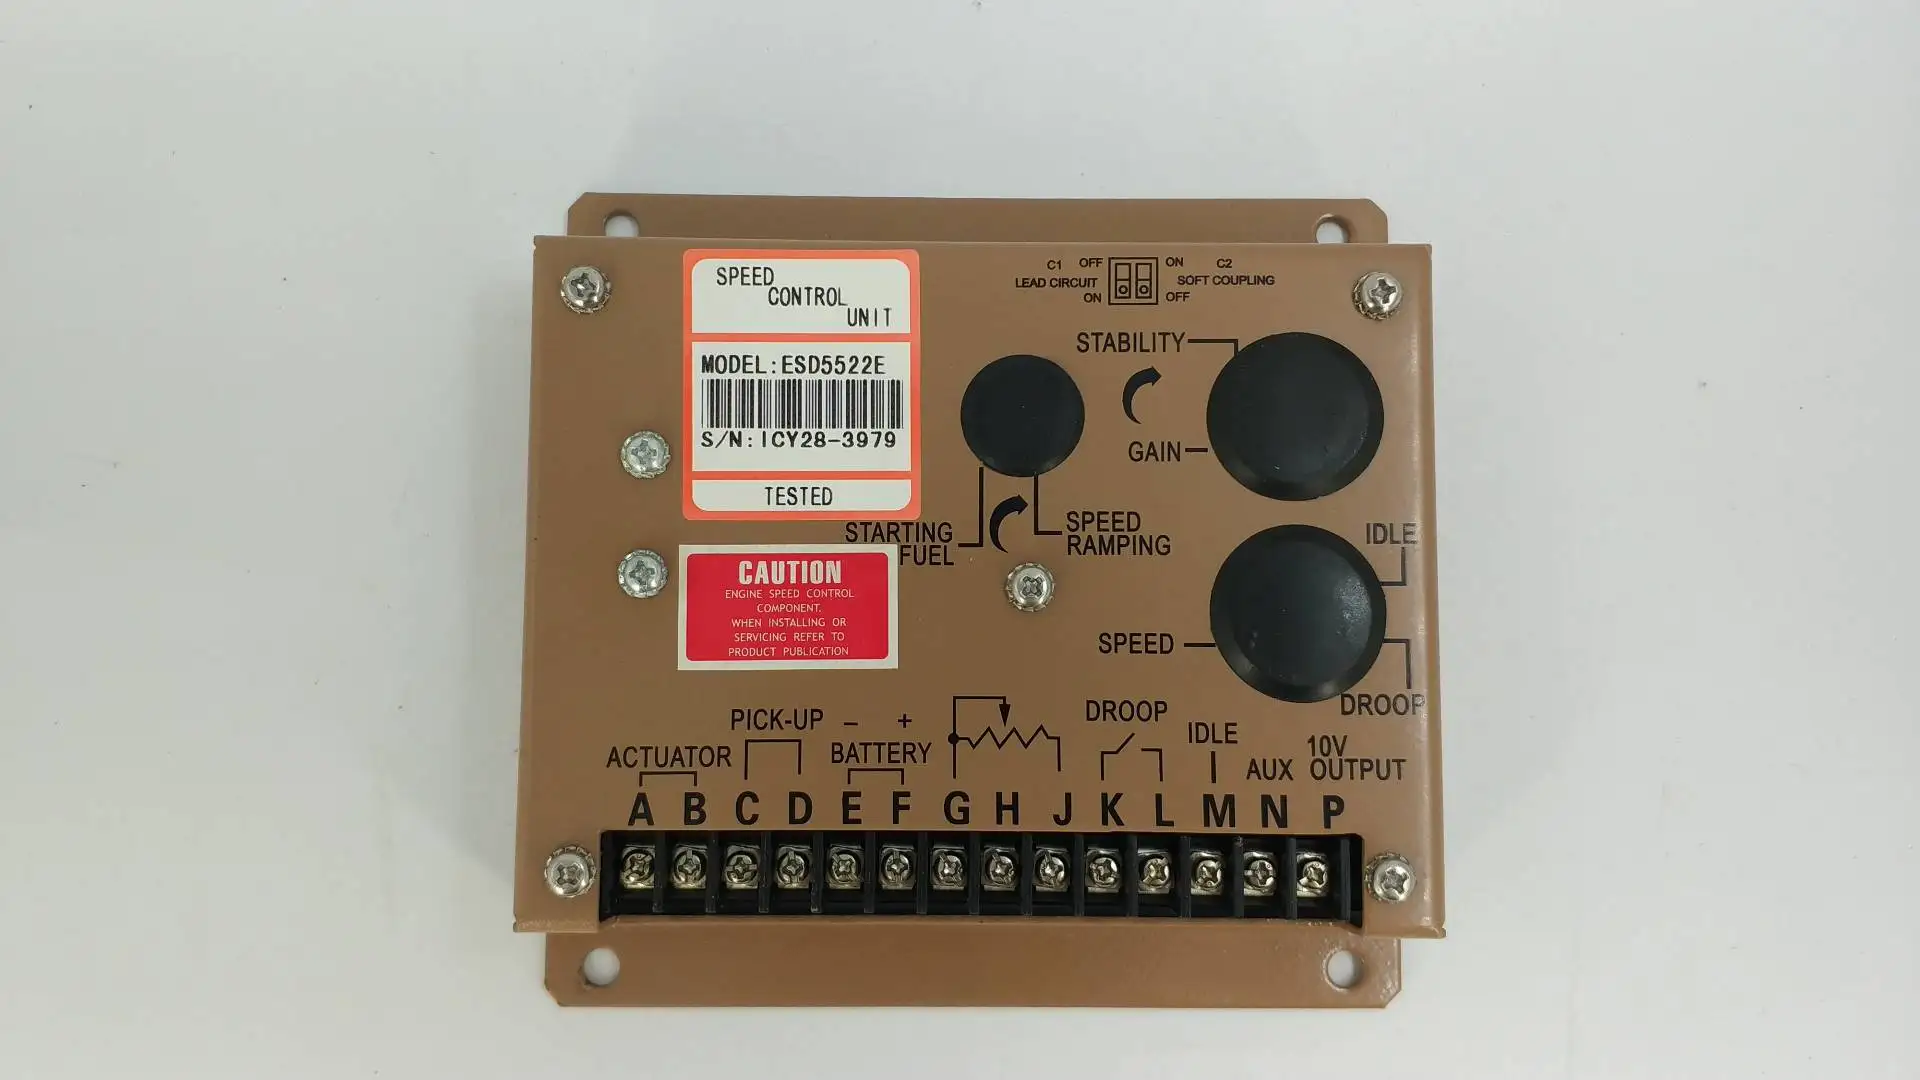 SPEED
CONTROL
UNIT
MODEL:ESD5522E
S/N:ICY28-3979
TESTED
CAUTION
ENGINE SPEED CONTROL
COMPONENT.
WHEN INSTALLING OR
SERVICING REFER TO
PRODUCT PUBLICATION
C1 OFF ON C2
LEAD CIRCUIT SOFT COUPLING
ON OFF
STABILITY
GAIN
STARTING
FUEL
SPEED
RAMPING
IDLE
SPEED
DROOP
ACTUATOR
PICK-UP
- +
BATTERY
DROOP
IDLE
AUX
10V
OUTPUT
A B C D E F G H J K L M N P